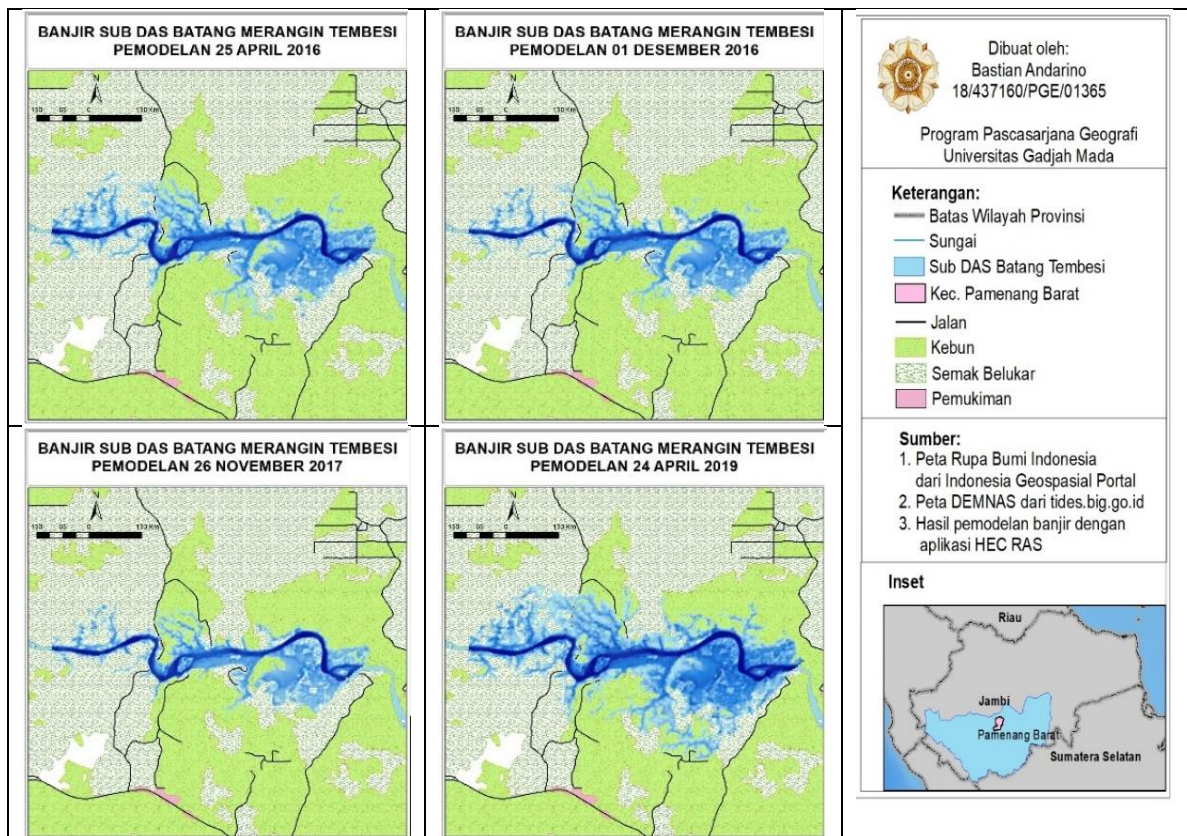 BANJIR SUB DAS BATANG MERANGIN TEMBESI
PEMODELAN 25 APRIL 2016
BANJIR SUB DAS BATANG MERANGIN TEMBESI
PEMODELAN 01 DESEMBER 2016
BANJIR SUB DAS BATANG MERANGIN TEMBESI
PEMODELAN 26 NOVEMBER 2017
BANJIR SUB DAS BATANG MERANGIN TEMBESI
PEMODELAN 24 APRIL 2019
Dibuat oleh:
Bastian Andarino
18/437160/PGE/01365
Program Pascasarjana Geografi
Universitas Gadjah Mada
Keterangan:
Batas Wilayah Provinsi
Sungai
Sub DAS Batang Tembesi
Kec. Pamenang Barat
Jalan
Kebun
Semak Belukar
Pemukiman
Sumber:
1. Peta Rupa Bumi Indonesia
dari Indonesia Geospasial Portal
2. Peta DEMNAS dari tides.big.go.id
3. Hasil pemodelan banjir dengan
aplikasi HEC RAS
Inset
Riau
Jambi
Pamenang Barat
Sumatera Selatan